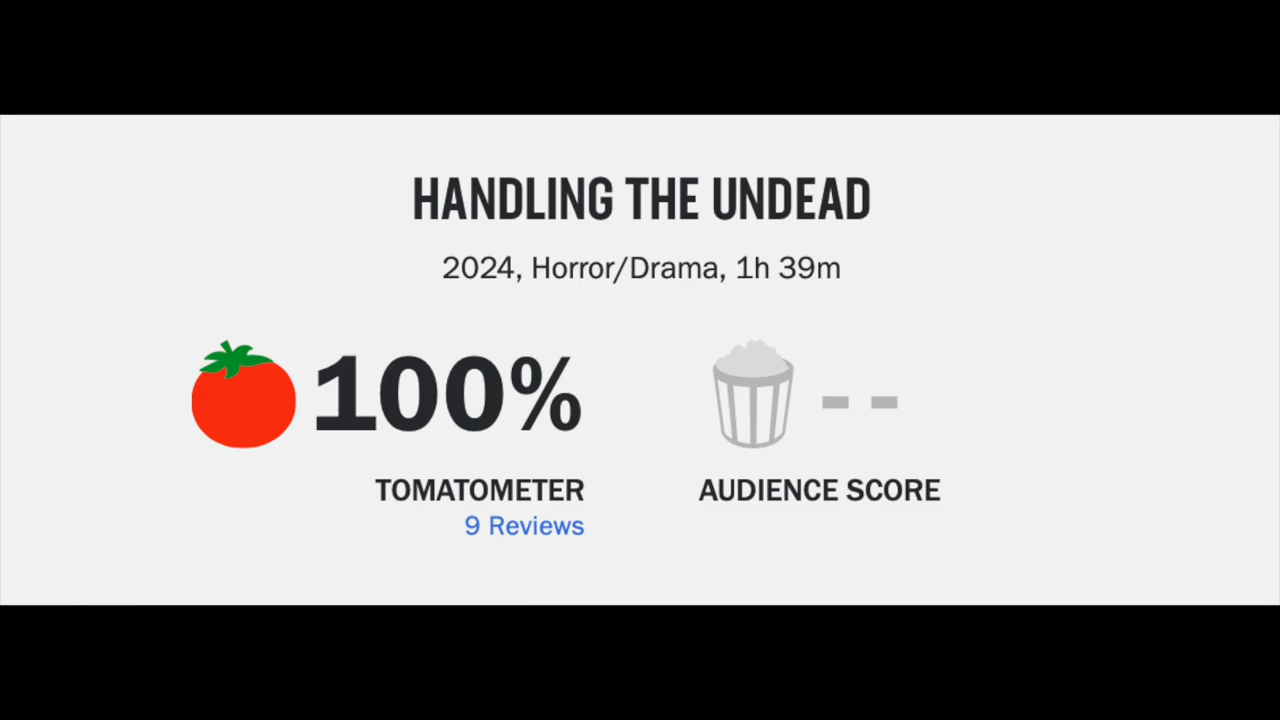 HANDLING THE UNDEAD
2024, Horror/Drama, 1h 39m
100%
- -
TOMATOMETER
AUDIENCE SCORE
9 Reviews